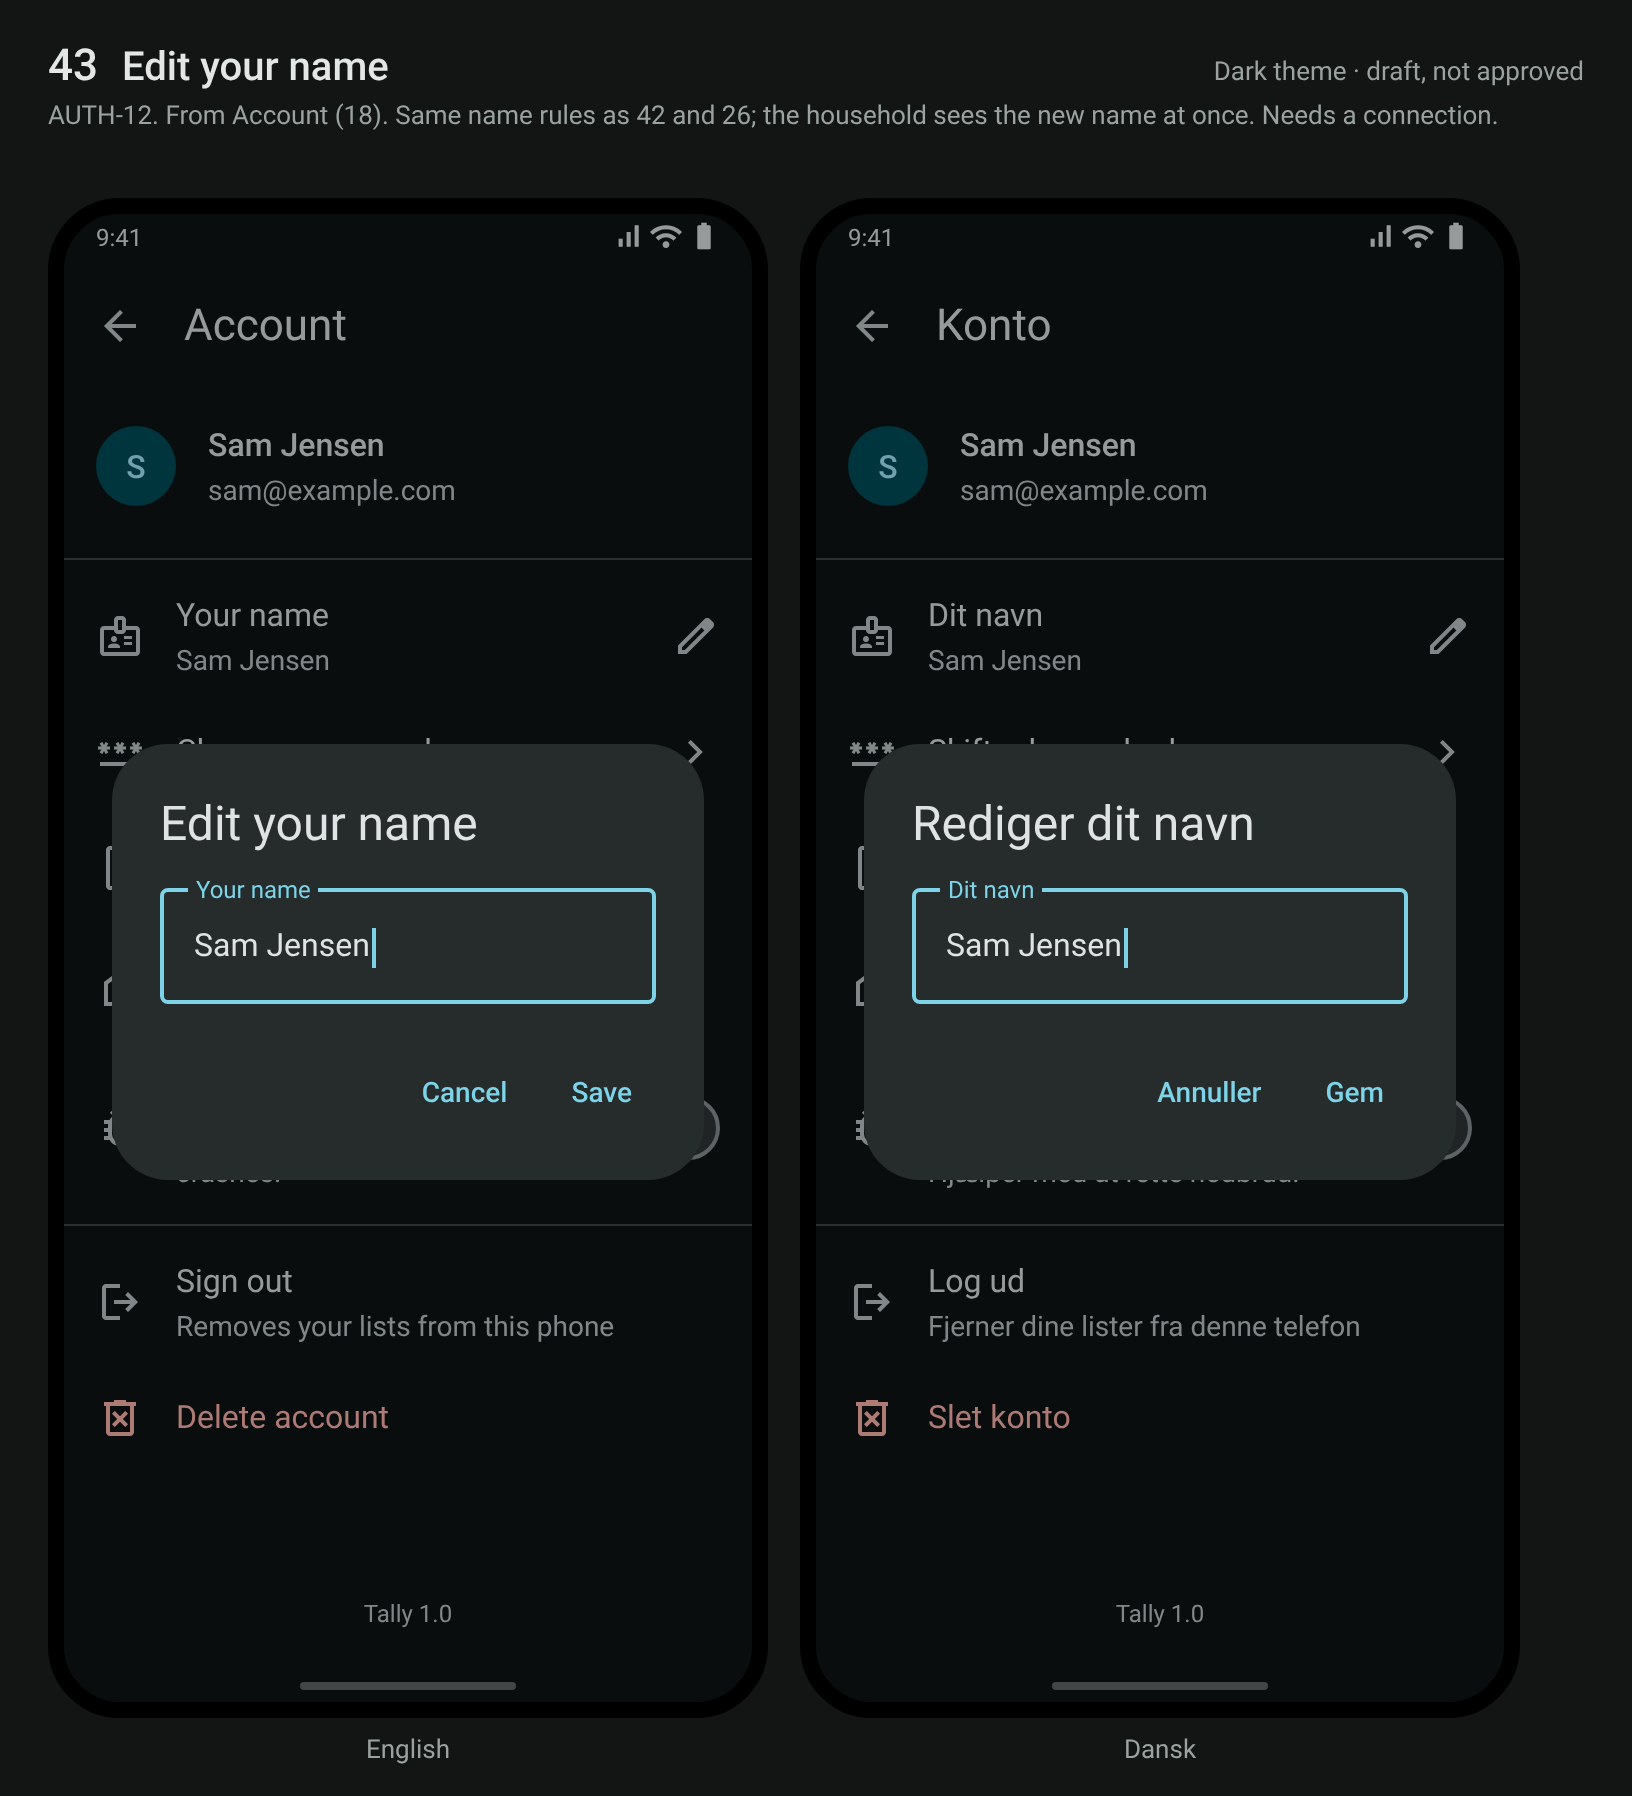 43 Edit your name
Dark theme · draft, not approved
AUTH-12. From Account (18). Same name rules as 42 and 26; the household sees the new name at once. Needs a connection.
9:41
Account
S
Sam Jensen
sam@example.com
Your name
Sam Jensen
Edit your name
Your name
Sam Jensen
Cancel
Save
Sign out
Removes your lists from this phone
Delete account
Tally 1.0
English
9:41
Konto
S
Sam Jensen
sam@example.com
Dit navn
Sam Jensen
Rediger dit navn
Dit navn
Sam Jensen
Annuller
Gem
Log ud
Fjerner dine lister fra denne telefon
Slet konto
Tally 1.0
Dansk